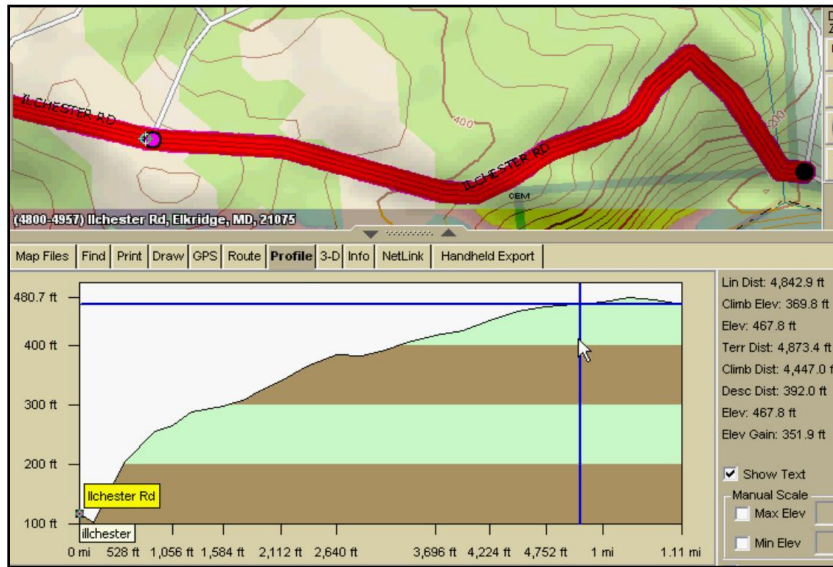 ILCHESTER RD
400
ILCHESTER RD
200
CEM
(4800-4957) Ilchester Rd, Elkridge, MD, 21075
Map Files Find Print Draw GPS Route Profile 3-D Info NetLink Handheld Export
480.7 ft
400 ft
300 ft
200 ft
100 ft
Ilchester Rd
illchester
0 mi 528 ft 1,056 ft 1,584 ft 2,112 ft 2,640 ft 3,696 ft 4,224 ft 4,752 ft 1 mi 1.11 mi
Lin Dist: 4,842.9 ft
Climb Elev: 369.8 ft
Elev: 467.8 ft
Terr Dist: 4,873.4 ft
Climb Dist: 4,447.0 f
Desc Dist: 392.0 ft
Elev: 467.8 ft
Elev Gain: 351.9 ft
Show Text
Manual Scale
Max Elev
Min Elev